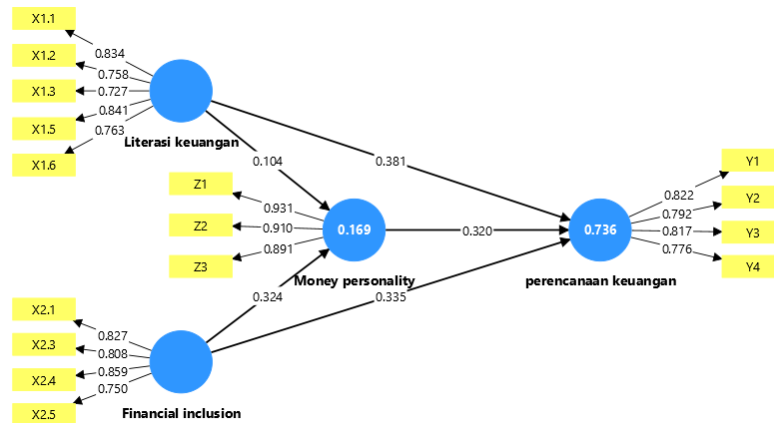 X1.1
X1.2
X1.3
X1.5
X1.6
0.834
0.758
0.727
0.841
0.763
Literasi keuangan
0.104
0.381
Z1
Z2
Z3
0.931
0.910
0.891
0.169
Money personality
0.320
0.736
perencanaan keuangan
0.822
0.792
0.817
0.776
Y1
Y2
Y3
Y4
0.324
0.335
X2.1
X2.3
X2.4
X2.5
0.827
0.808
0.859
0.750
Financial inclusion